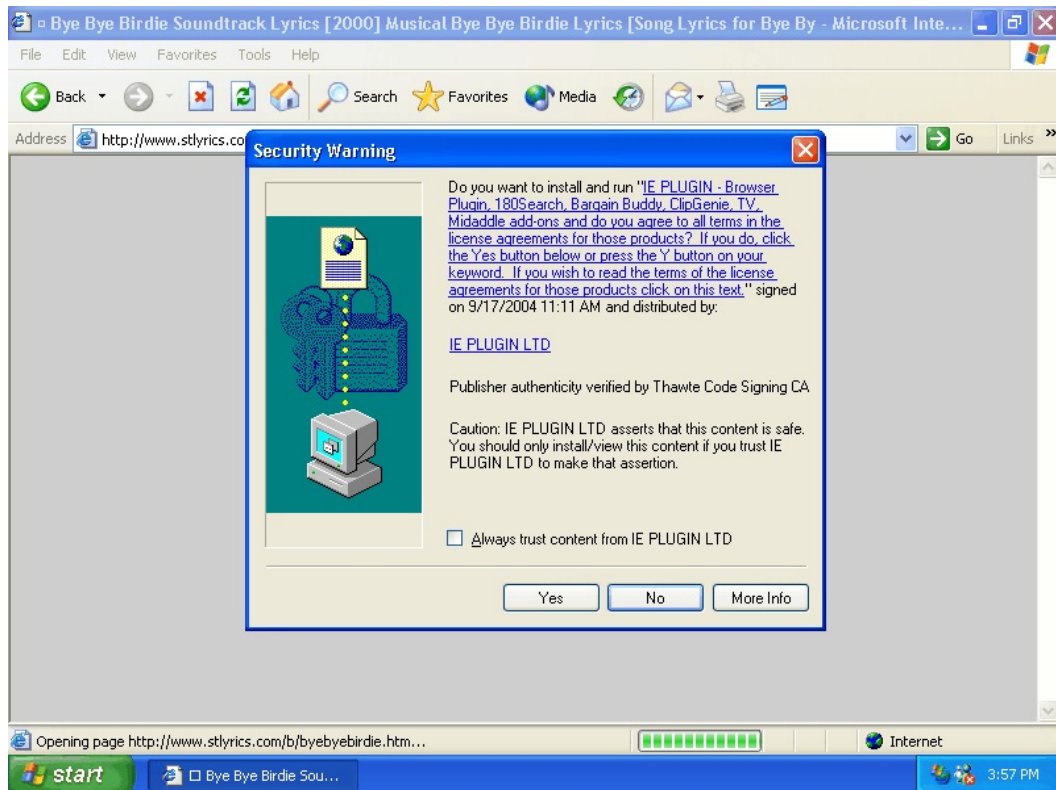 ▫ Bye Bye Birdie Soundtrack Lyrics [2000] Musical Bye Bye Birdie Lyrics [Song Lyrics for Bye By - Microsoft Inte...
File Edit View Favorites Tools Help
Back Search Favorites Media
Address http://www.stlyrics.co Go Links »
Security Warning
Do you want to install and run "IE PLUGIN - Browser
Plugin, 180Search, Bargain Buddy, ClipGenie, TV,
Midaddle add-ons and do you agree to all terms in the
license agreements for those products? If you do, click
the Yes button below or press the Y button on your
keyword. If you wish to read the terms of the license
agreements for those products click on this text." signed
on 9/17/2004 11:11 AM and distributed by:
IE PLUGIN LTD
Publisher authenticity verified by Thawte Code Signing CA
Caution: IE PLUGIN LTD asserts that this content is safe.
You should only install/view this content if you trust IE
PLUGIN LTD to make that assertion.
Always trust content from IE PLUGIN LTD
Yes No More Info
Opening page http://www.stlyrics.com/b/byebyebirdie.htm... Internet
start □ Bye Bye Birdie Sou... 3:57 PM